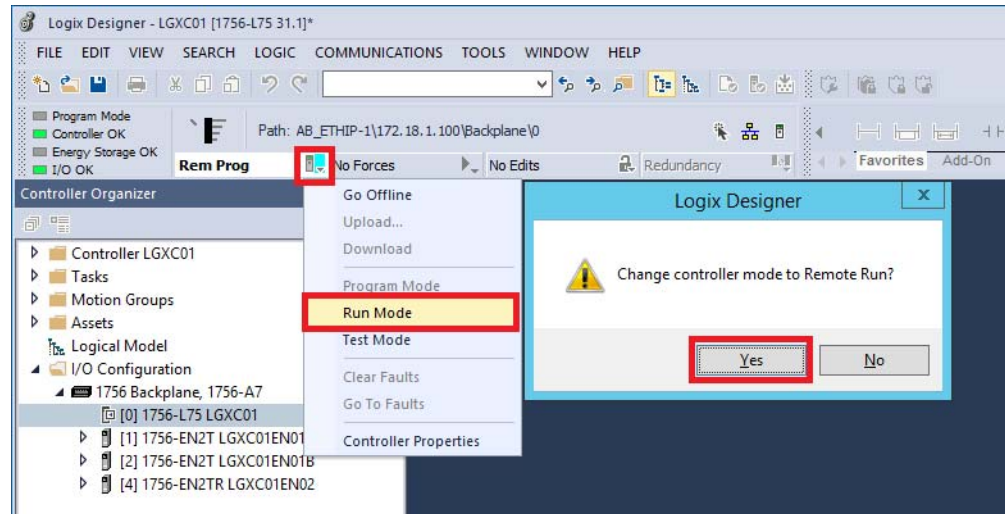 Logix Designer - LGXC01 [1756-L75 31.1]*
FILE EDIT VIEW SEARCH LOGIC COMMUNICATIONS TOOLS WINDOW HELP
Program Mode
Controller OK
Energy Storage OK
I/O OK
Path: AB_ETHIP-1\172.18.1.100\Backplane\0
Rem Prog
No Forces
No Edits
Redundancy
Favorites Add-On
Controller Organizer
Controller LGXC01
Tasks
Motion Groups
Assets
Logical Model
I/O Configuration
1756 Backplane, 1756-A7
[0] 1756-L75 LGXC01
[1] 1756-EN2T LGXC01EN01
[2] 1756-EN2T LGXC01EN01B
[4] 1756-EN2TR LGXC01EN02
Go Offline
Upload...
Download
Program Mode
Run Mode
Test Mode
Clear Faults
Go To Faults
Controller Properties
Logix Designer
x
Change controller mode to Remote Run?
Yes
No